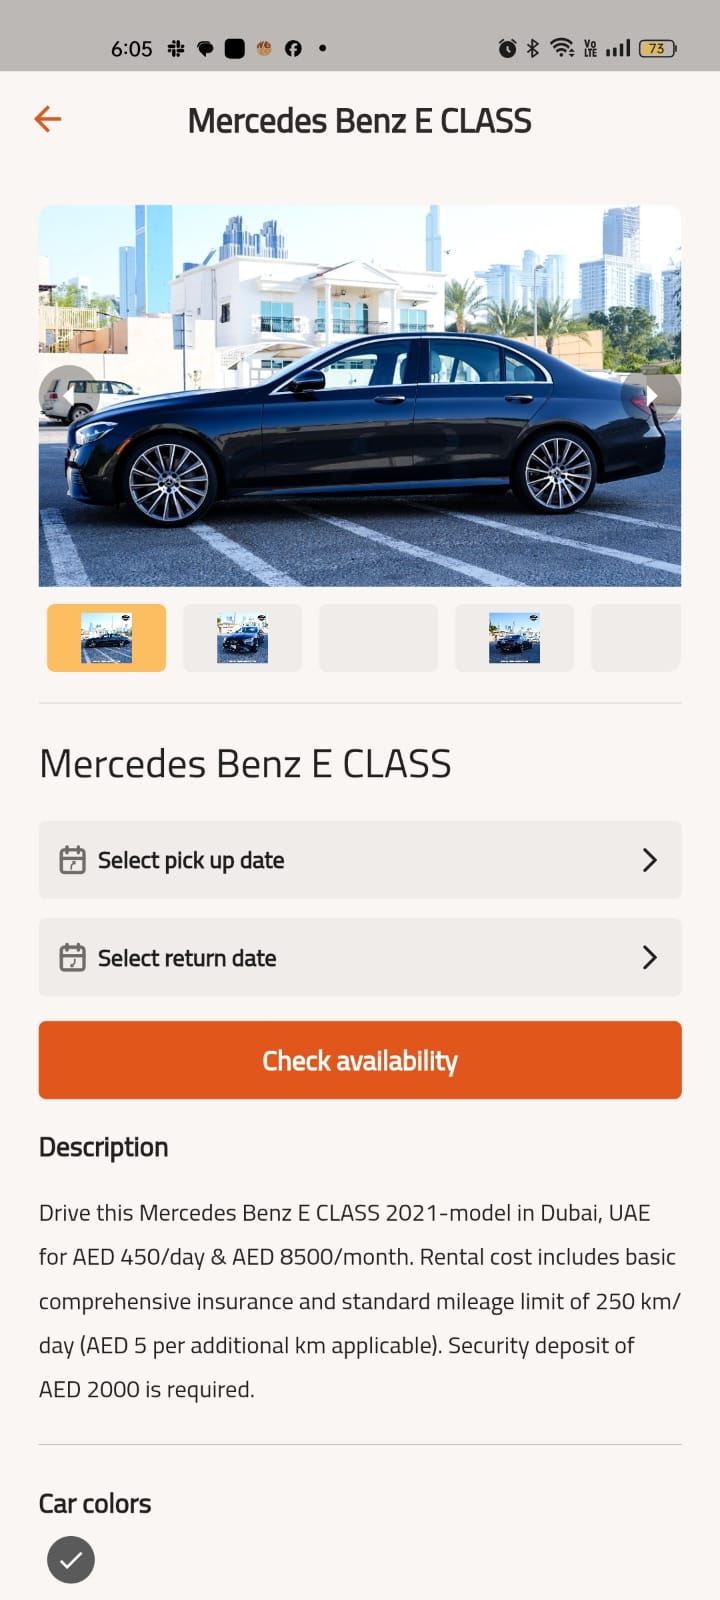 6:05
Vo
LTE
73
Mercedes Benz E CLASS
Mercedes Benz E CLASS
Select pick up date
Select return date
Check availability
Description
Drive this Mercedes Benz E CLASS 2021-model in Dubai, UAE
for AED 450/day & AED 8500/month. Rental cost includes basic
comprehensive insurance and standard mileage limit of 250 km/
day (AED 5 per additional km applicable). Security deposit of
AED 2000 is required.
Car colors